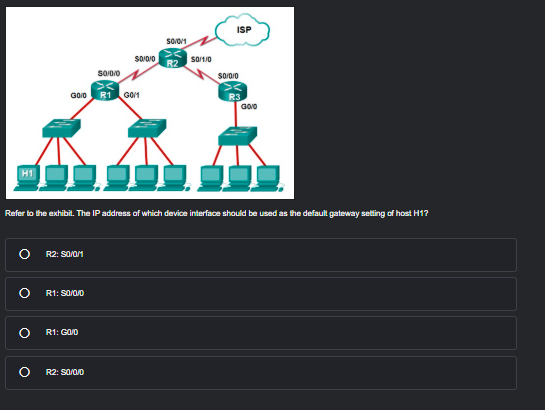 ISP
S0/0/1
S0/0/0
R2
S0/1/0
S0/0/0
S0/0/0
G0/0
R1
G0/1
R3
G0/0
H1
Refer to the exhibit. The IP address of which device interface should be used as the default gateway setting of host H1?
R2: S0/0/1
R1: S0/0/0
R1: G0/0
R2: S0/0/0